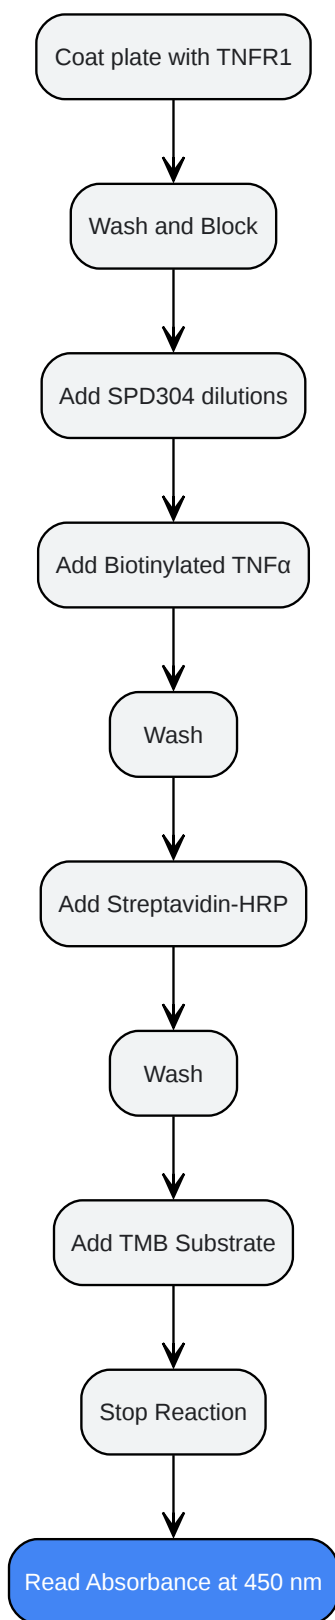 Coat plate with TNFR1
Wash and Block
Add SPD304 dilutions
Add Biotinylated TNFα
Wash
Add Streptavidin-HRP
Wash
Add TMB Substrate
Stop Reaction
Read Absorbance at 450 nm